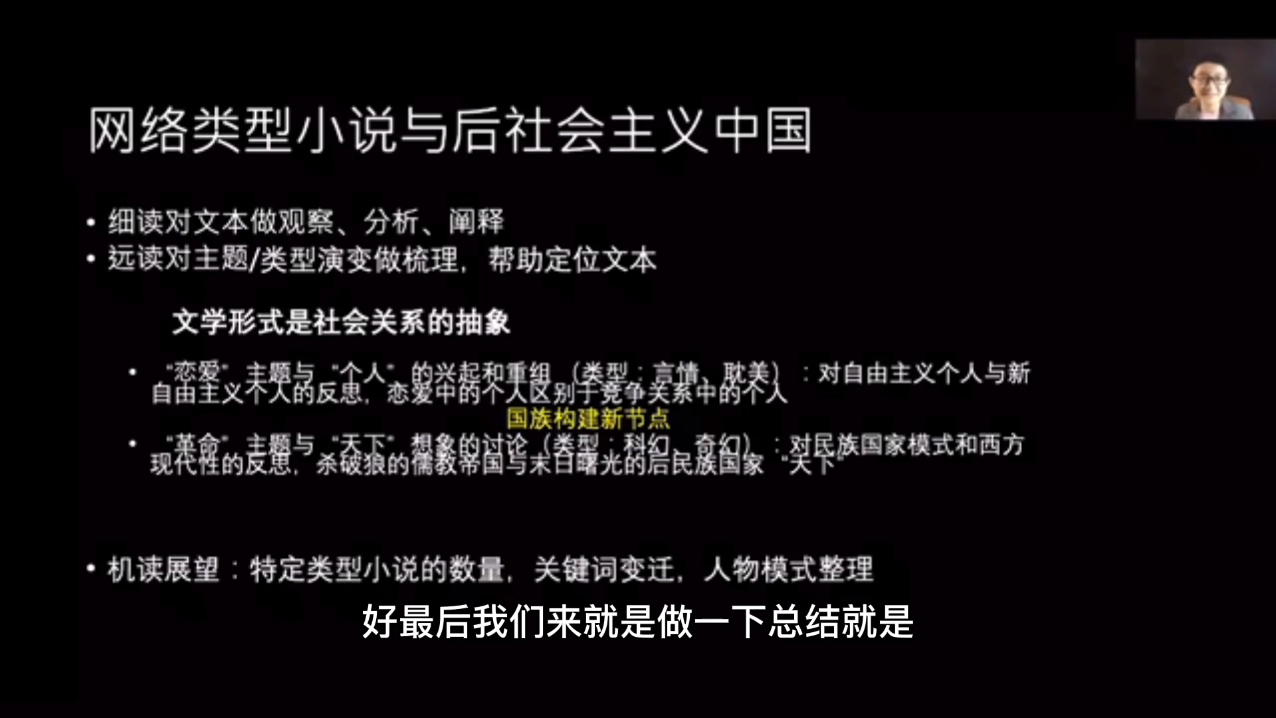 网络类型小说与后社会主义中国
• 细读对文本做观察、分析、阐释
• 远读对主题/类型演变做梳理，帮助定位文本
文学形式是社会关系的抽象
• “恋爱”主题与“个人”的兴起和重组（类型：言情、耽美）：对自由主义个人与新
自由主义个人的反思，恋爱中的个人区别于竞争关系中的个人
国族构建新节点
• “革命”主题与“天下”想象的讨论（类型：科幻、奇幻）：对民族国家模式和西方
现代性的反思，杀破狼的儒教帝国与末日曙光的后民族国家“天下”
• 机读展望：特定类型小说的数量，关键词变迁，人物模式整理
好最后我们来就是做一下总结就是